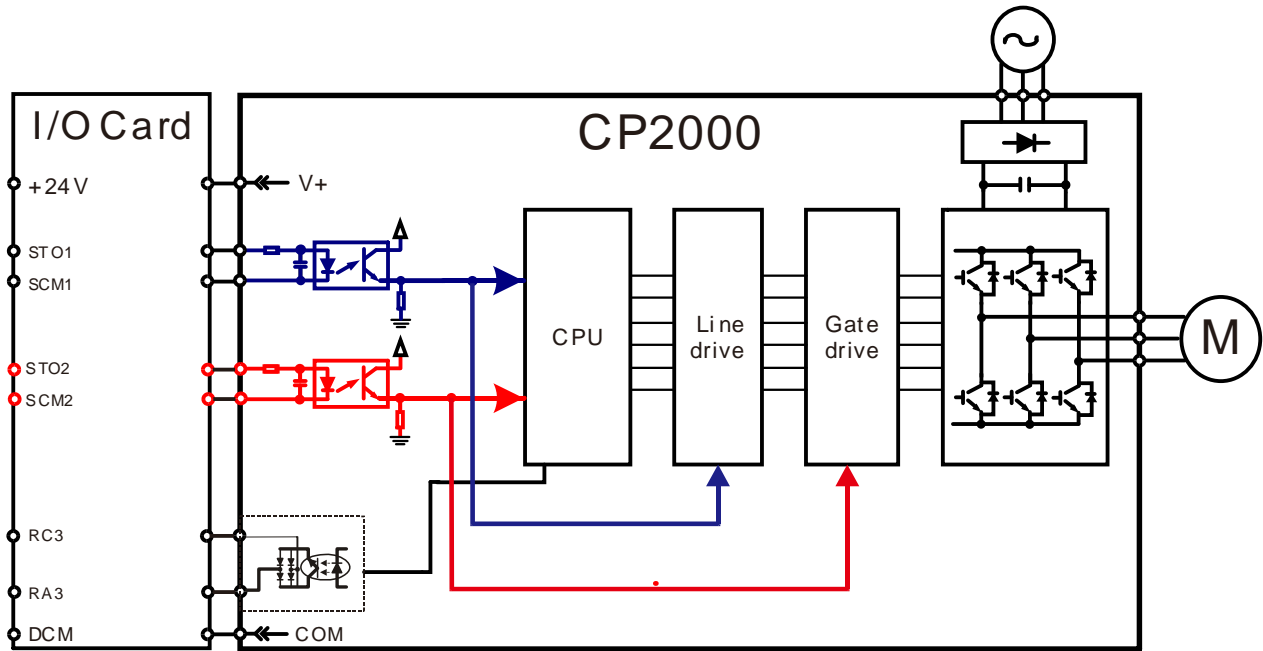 I/O Card
CP2000
+24V
V+
STO1
SCM1
STO2
SCM2
CPU
Line
drive
Gate
drive
M
RC3
RA3
DCM
COM